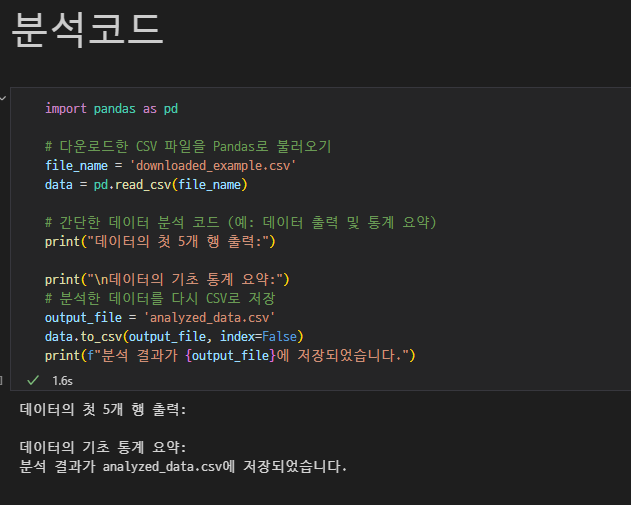 분석코드
import pandas as pd
# 다운로드한 CSV 파일을 Pandas로 불러오기
file_name = 'downloaded_example.csv'
data = pd.read_csv(file_name)
# 간단한 데이터 분석 코드 (예: 데이터 출력 및 통계 요약)
print("데이터의 첫 5개 행 출력:")
print("\n데이터의 기초 통계 요약:")
# 분석한 데이터를 다시 CSV로 저장
output_file = 'analyzed_data.csv'
data.to_csv(output_file, index=False)
print(f"분석 결과가 {output_file}에 저장되었습니다.")
1.6s
데이터의 첫 5개 행 출력:
데이터의 기초 통계 요약:
분석 결과가 analyzed_data.csv에 저장되었습니다.